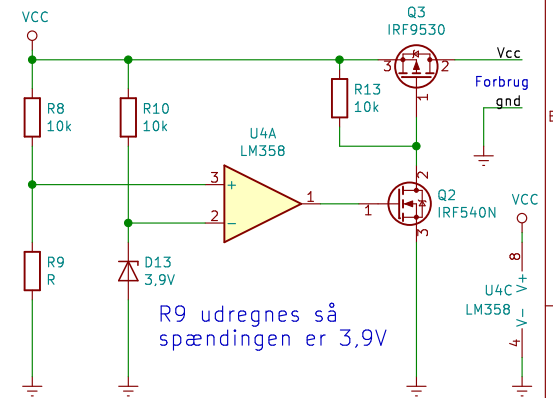 VCC
Q3
IRF9530
3
2
1
Vcc
Forbrug
gnd
R8
10k
R10
10k
R13
10k
U4A
LM358
3
+
2
-
1
2
1
3
Q2
IRF540N
VCC
R9
R
D13
3,9V
8
V+
U4C
LM358
V-
4
R9 udregnes så
spændingen er 3,9V
E